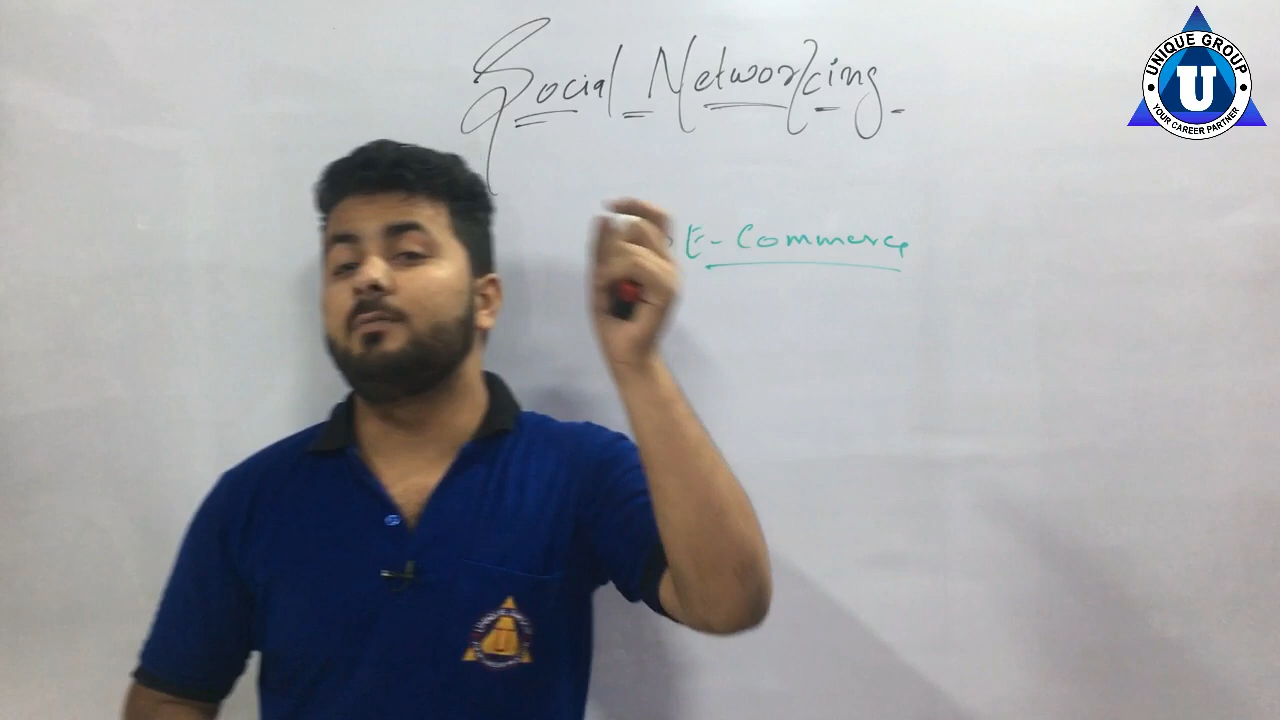 Social Networking
E-Commerce
UNIQUE GROUP
U
YOUR CAREER PARTNER